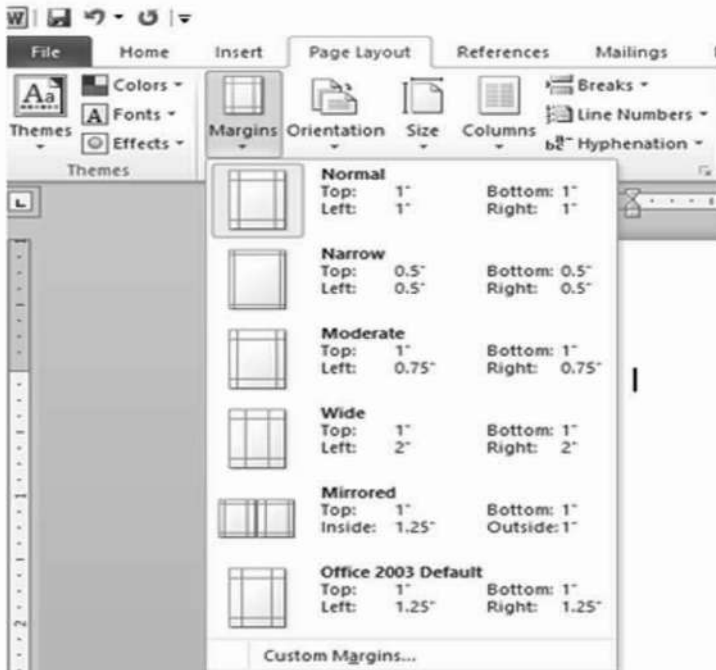 W
File Home Insert Page Layout References Mailings
Aa Colors
A Fonts
Effects
Themes Margins Orientation Size Columns Breaks
Line Numbers
Hyphenation
Themes
L
Normal
Top: 1" Bottom: 1"
Left: 1" Right: 1"
Narrow
Top: 0.5" Bottom: 0.5"
Left: 0.5" Right: 0.5"
Moderate
Top: 1" Bottom: 1"
Left: 0.75" Right: 0.75"
Wide
Top: 1" Bottom: 1"
Left: 2" Right: 2"
Mirrored
Top: 1" Bottom: 1"
Inside: 1.25" Outside: 1"
Office 2003 Default
Top: 1" Bottom: 1"
Left: 1.25" Right: 1.25"
Custom Margins...
1
2